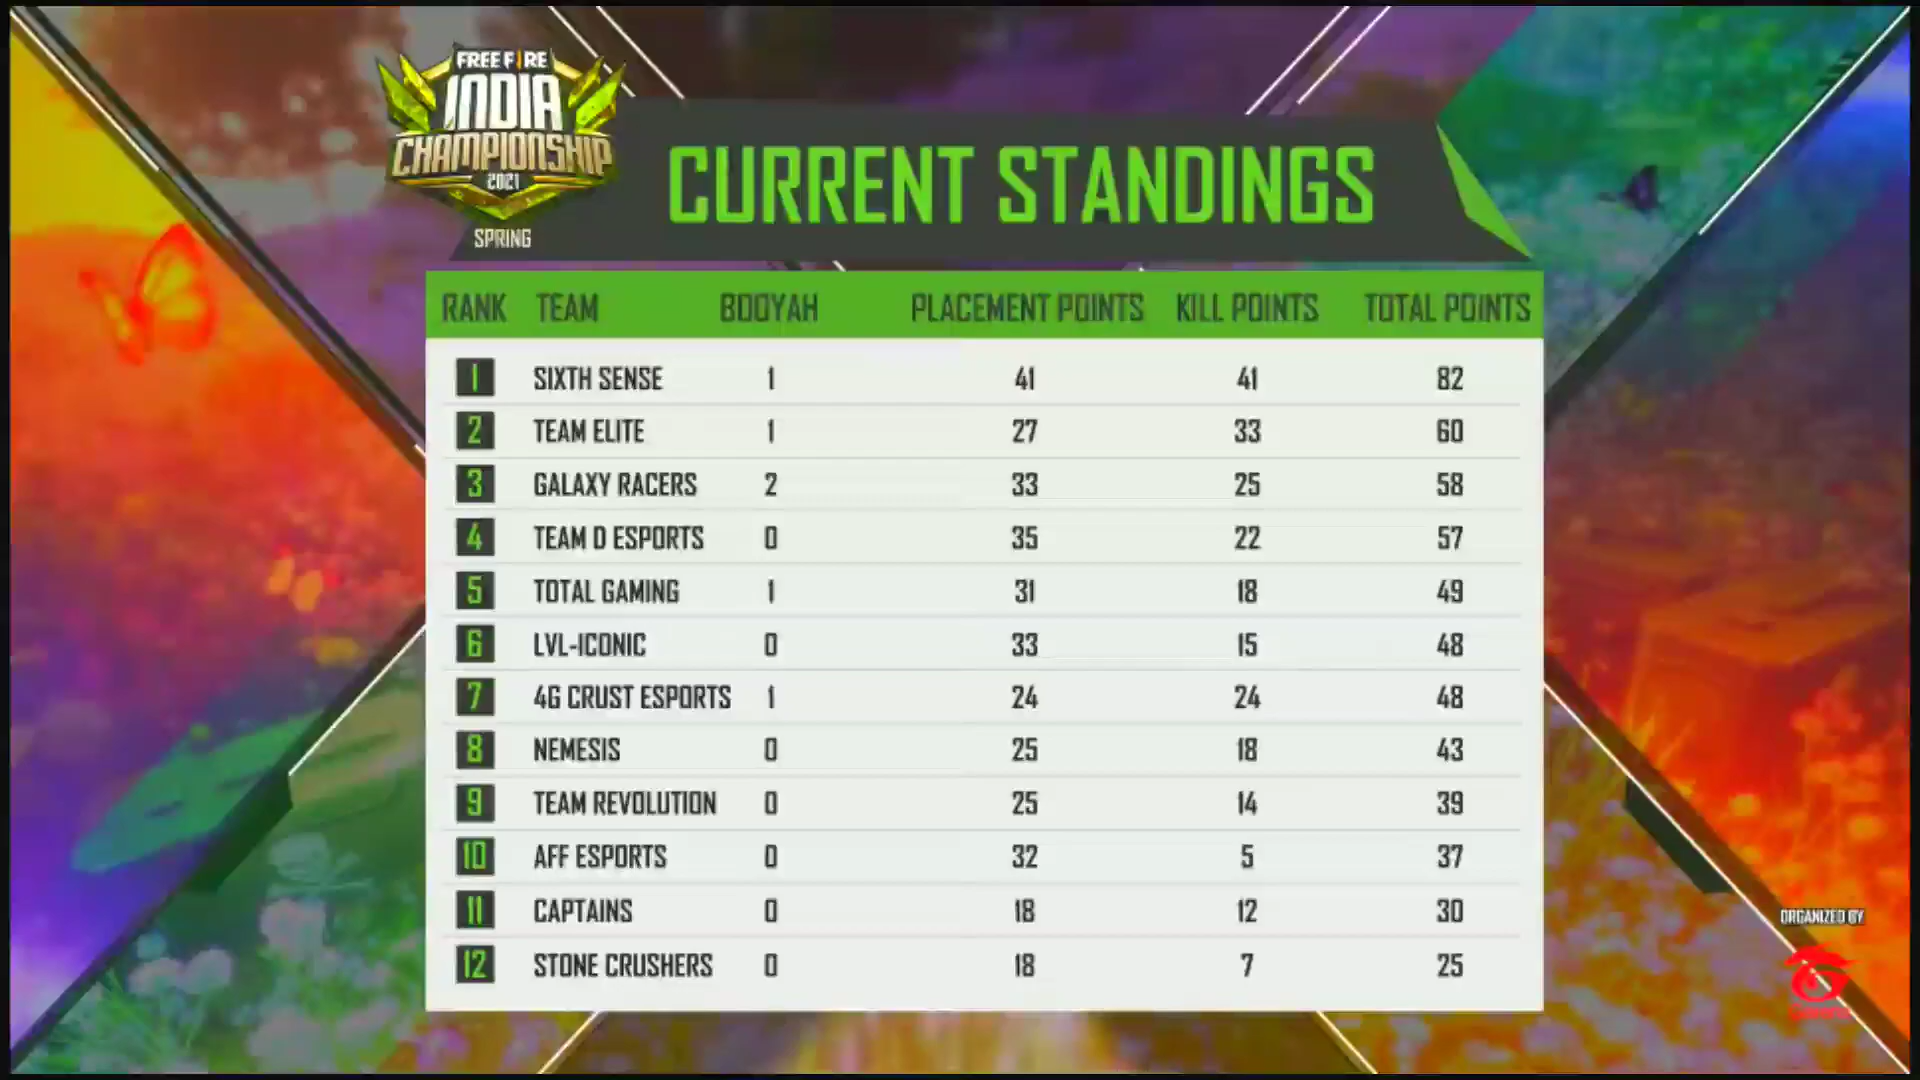 FREE FIRE
INDIA
CHAMPIONSHIP
2021
SPRING
CURRENT STANDINGS
RANK TEAM BOOYAH PLACEMENT POINTS KILL POINTS TOTAL POINTS
1 SIXTH SENSE 1 41 41 82
2 TEAM ELITE 1 27 33 60
3 GALAXY RACERS 2 33 25 58
4 TEAM D ESPORTS 0 35 22 57
5 TOTAL GAMING 1 31 18 49
6 LVL-ICONIC 0 33 15 48
7 4G CRUST ESPORTS 1 24 24 48
8 NEMESIS 0 25 18 43
9 TEAM REVOLUTION 0 25 14 39
10 AFF ESPORTS 0 32 5 37
11 CAPTAINS 0 18 12 30
12 STONE CRUSHERS 0 18 7 25
ORGANIZED BY